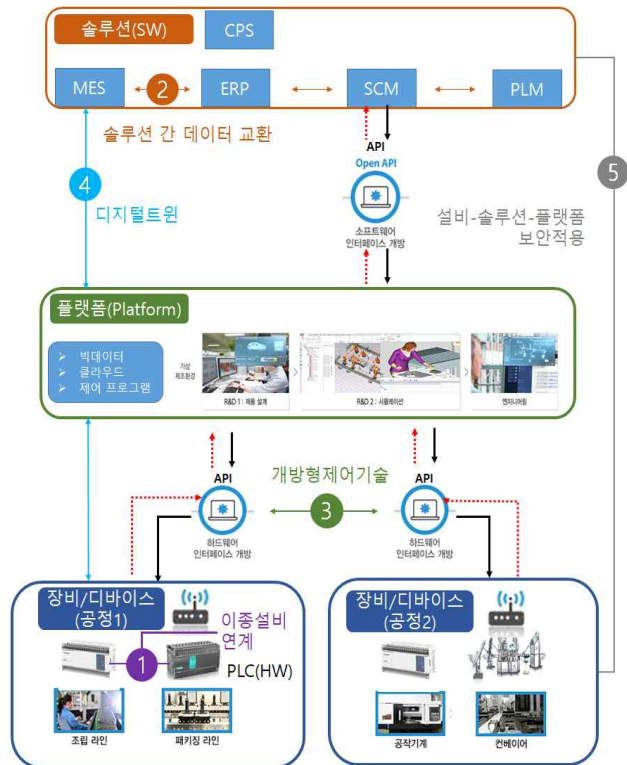 솔루션(SW)
CPS
MES
2
ERP
SCM
PLM
솔루션 간 데이터 교환
API
Open API
소프트웨어
인터페이스 개발
4
디지털트윈
5
설비-솔루션-플랫폼
보안적용
플랫폼(Platform)
빅데이터
클라우드
제어 프로그램
가상
제조환경
R&D 1 : 제품 설계
R&D 2 : 시뮬레이션
엔지니어링
API
하드웨어
인터페이스 개발
개방형제어기술
3
API
하드웨어
인터페이스 개발
장비/디바이스
(공정1)
이종설비
연계
1
PLC(HW)
조립 라인
패키징 라인
장비/디바이스
(공정2)
공작기계
컨베이어